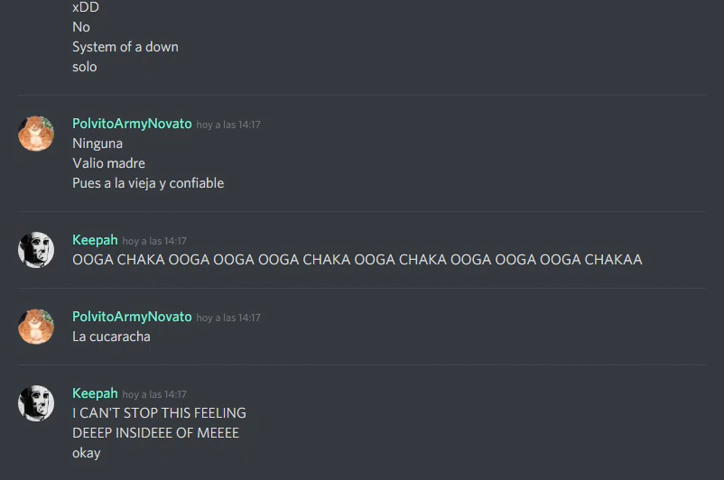 xDD
No
System of a down
solo
PolvitoArmyNovato hoy a las 14:17
Ninguna
Valio madre
Pues a la vieja y confiable
Keepah hoy a las 14:17
OOGA CHAKA OOGA OOGA OOGA CHAKA OOGA CHAKA OOGA OOGA OOGA CHAKAA
PolvitoArmyNovato hoy a las 14:17
La cucaracha
Keepah hoy a las 14:17
I CAN'T STOP THIS FEELING
DEEEP INSIDEEE OF MEEEE
okay